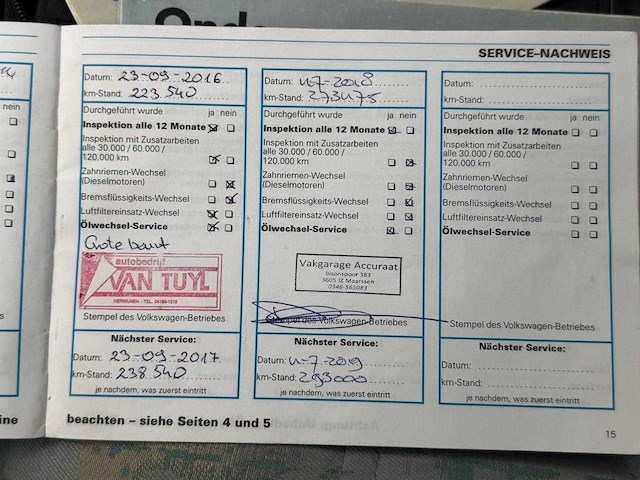 SERVICE–NACHWEIS
nein
Datum: 23-09-2016
km-Stand: 223.540
Durchgeführt wurde ja nein
Inspektion alle 12 Monate
Inspektion mit Zusatzarbeiten
alle 30.000 / 60.000 /
120.000 km
Zahnriemen-Wechsel
(Dieselmotoren)
Bremsflüssigkeits-Wechsel
Luftfiltereinsatz-Wechsel
Ölwechsel-Service
Grote beurt
autobedrijf
VAN TUYL
Stempel des Volkswagen-Betriebes
Nächster Service:
Datum: 23-09-2017
km-Stand: 238.540
je nachdem, was zuerst eintritt
Datum: 11-7-2018
km-Stand: 273475
Durchgeführt wurde ja nein
Inspektion alle 12 Monate
Inspektion mit Zusatzarbeiten
alle 30.000 / 60.000 /
120.000 km
Zahnriemen-Wechsel
(Dieselmotoren)
Bremsflüssigkeits-Wechsel
Luftfiltereinsatz-Wechsel
Ölwechsel-Service
Vakgarage Accuraat
Bisonspoor 383
3605 JZ Maarssen
0346-565083
Stempel des Volkswagen-Betriebes
Nächster Service:
Datum: 11-7-2019
km-Stand: 293000
je nachdem, was zuerst eintritt
Datum:
km-Stand:
Durchgeführt wurde ja nein
Inspektion alle 12 Monate
Inspektion mit Zusatzarbeiten
alle 30.000 / 60.000 /
120.000 km
Zahnriemen-Wechsel
(Dieselmotoren)
Bremsflüssigkeits-Wechsel
Luftfiltereinsatz-Wechsel
Ölwechsel-Service
Stempel des Volkswagen-Betriebes
Nächster Service:
Datum:
km-Stand:
je nachdem, was zuerst eintritt
beachten – siehe Seiten 4 und 5
15